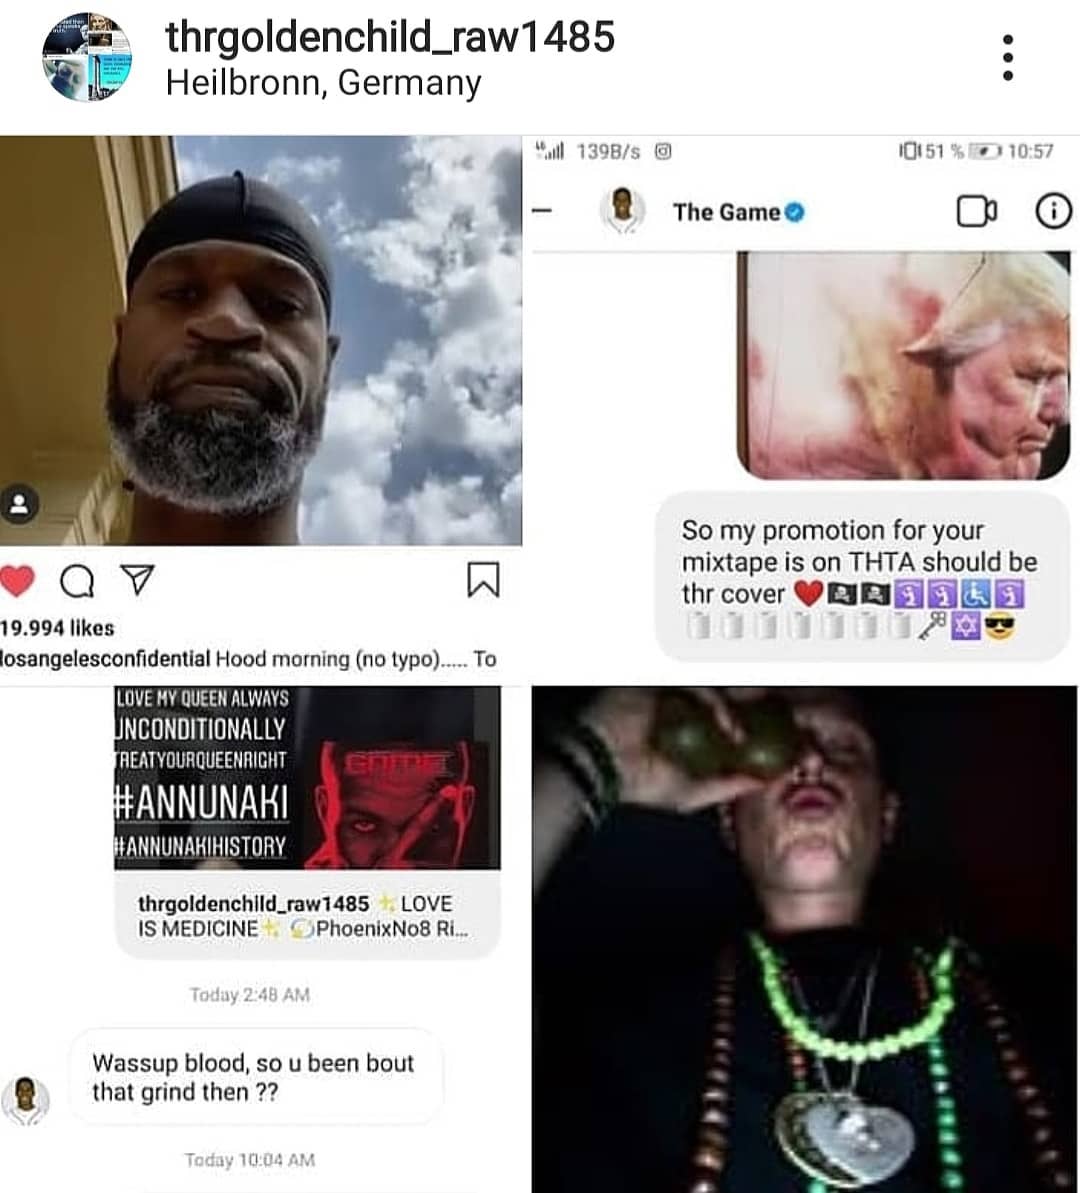 thrgoldenchild_raw1485
Heilbronn, Germany
139B/s
51 %
10:57
The Game
So my promotion for your
mixtape is on THTA should be
thr cover ❤️🏴‍☠️🏴‍☠️🛐🛐♿🛐
🗝️🔯😎
19.994 likes
losangelesconfidential Hood morning (no typo)..... To
LOVE MY QUEEN ALWAYS
UNCONDITIONALLY
TREATYOURQUEENRIGHT
#ANNUNAKI
#ANNUNAKIHISTORY
GAME
thrgoldenchild_raw1485 ✨LOVE
IS MEDICINE✨ 💫PhoenixNo8 Ri...
Today 2:48 AM
Wassup blood, so u been bout
that grind then ??
Today 10:04 AM